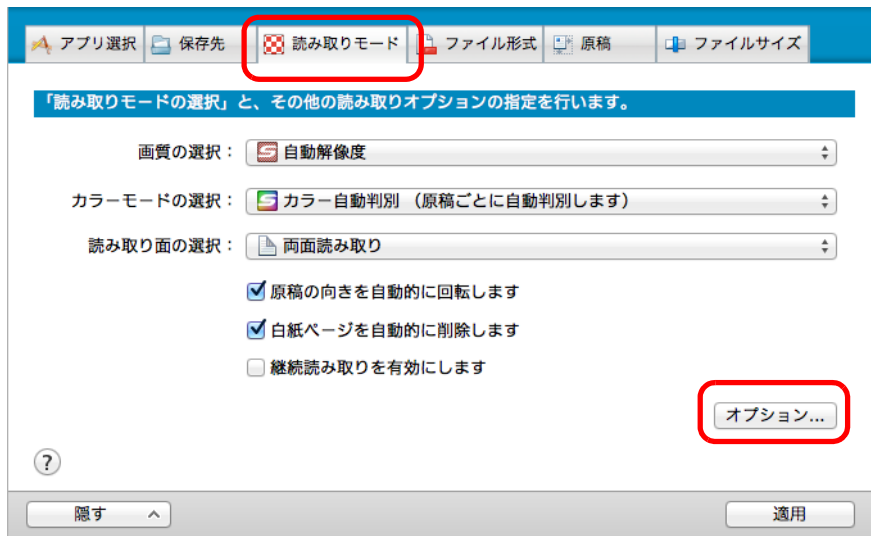 アプリ選択 保存先 読み取りモード ファイル形式 原稿 ファイルサイズ
「読み取りモードの選択」と、その他の読み取りオプションの指定を行います。
画質の選択： 自動解像度
カラーモードの選択： カラー自動判別 （原稿ごとに自動判別します）
読み取り面の選択： 両面読み取り
原稿の向きを自動的に回転します
白紙ページを自動的に削除します
継続読み取りを有効にします
オプション...
?
隠す 適用